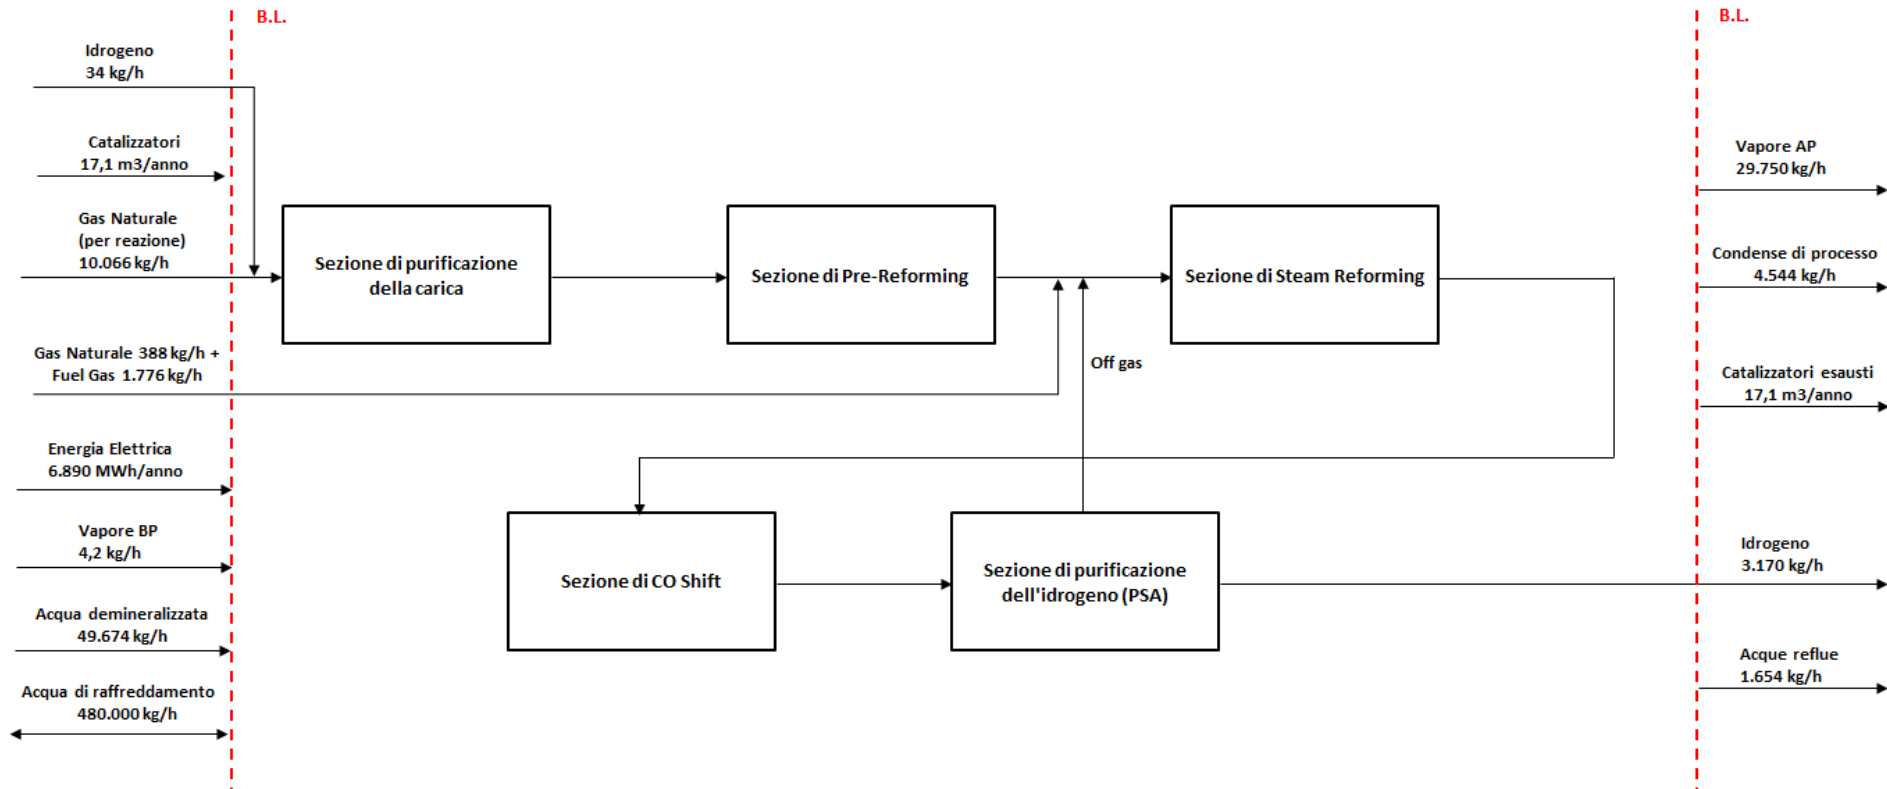 B.L.
B.L.
Idrogeno
34 kg/h
Catalizzatori
17,1 m3/anno
Gas Naturale
(per reazione)
10.066 kg/h
Gas Naturale 388 kg/h +
Fuel Gas 1.776 kg/h
Energia Elettrica
6.890 MWh/anno
Vapore BP
4,2 kg/h
Acqua demineralizzata
49.674 kg/h
Acqua di raffreddamento
480.000 kg/h
Sezione di purificazione
della carica
Sezione di Pre-Reforming
Sezione di Steam Reforming
Off gas
Sezione di CO Shift
Sezione di purificazione
dell'idrogeno (PSA)
Vapore AP
29.750 kg/h
Condense di processo
4.544 kg/h
Catalizzatori esausti
17,1 m3/anno
Idrogeno
3.170 kg/h
Acque reflue
1.654 kg/h